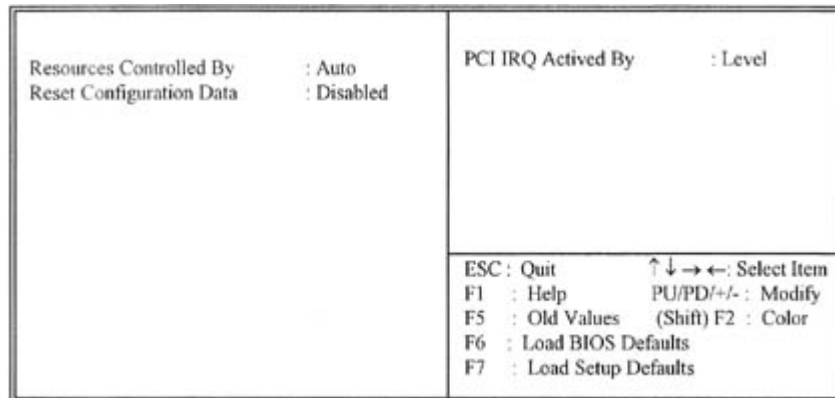 Resources Controlled By : Auto
Reset Configuration Data : Disabled
PCI IRQ Actived By : Level
ESC : Quit ↑ ↓ → ← : Select Item
F1 : Help PU/PD/+/- : Modify
F5 : Old Values (Shift) F2 : Color
F6 : Load BIOS Defaults
F7 : Load Setup Defaults